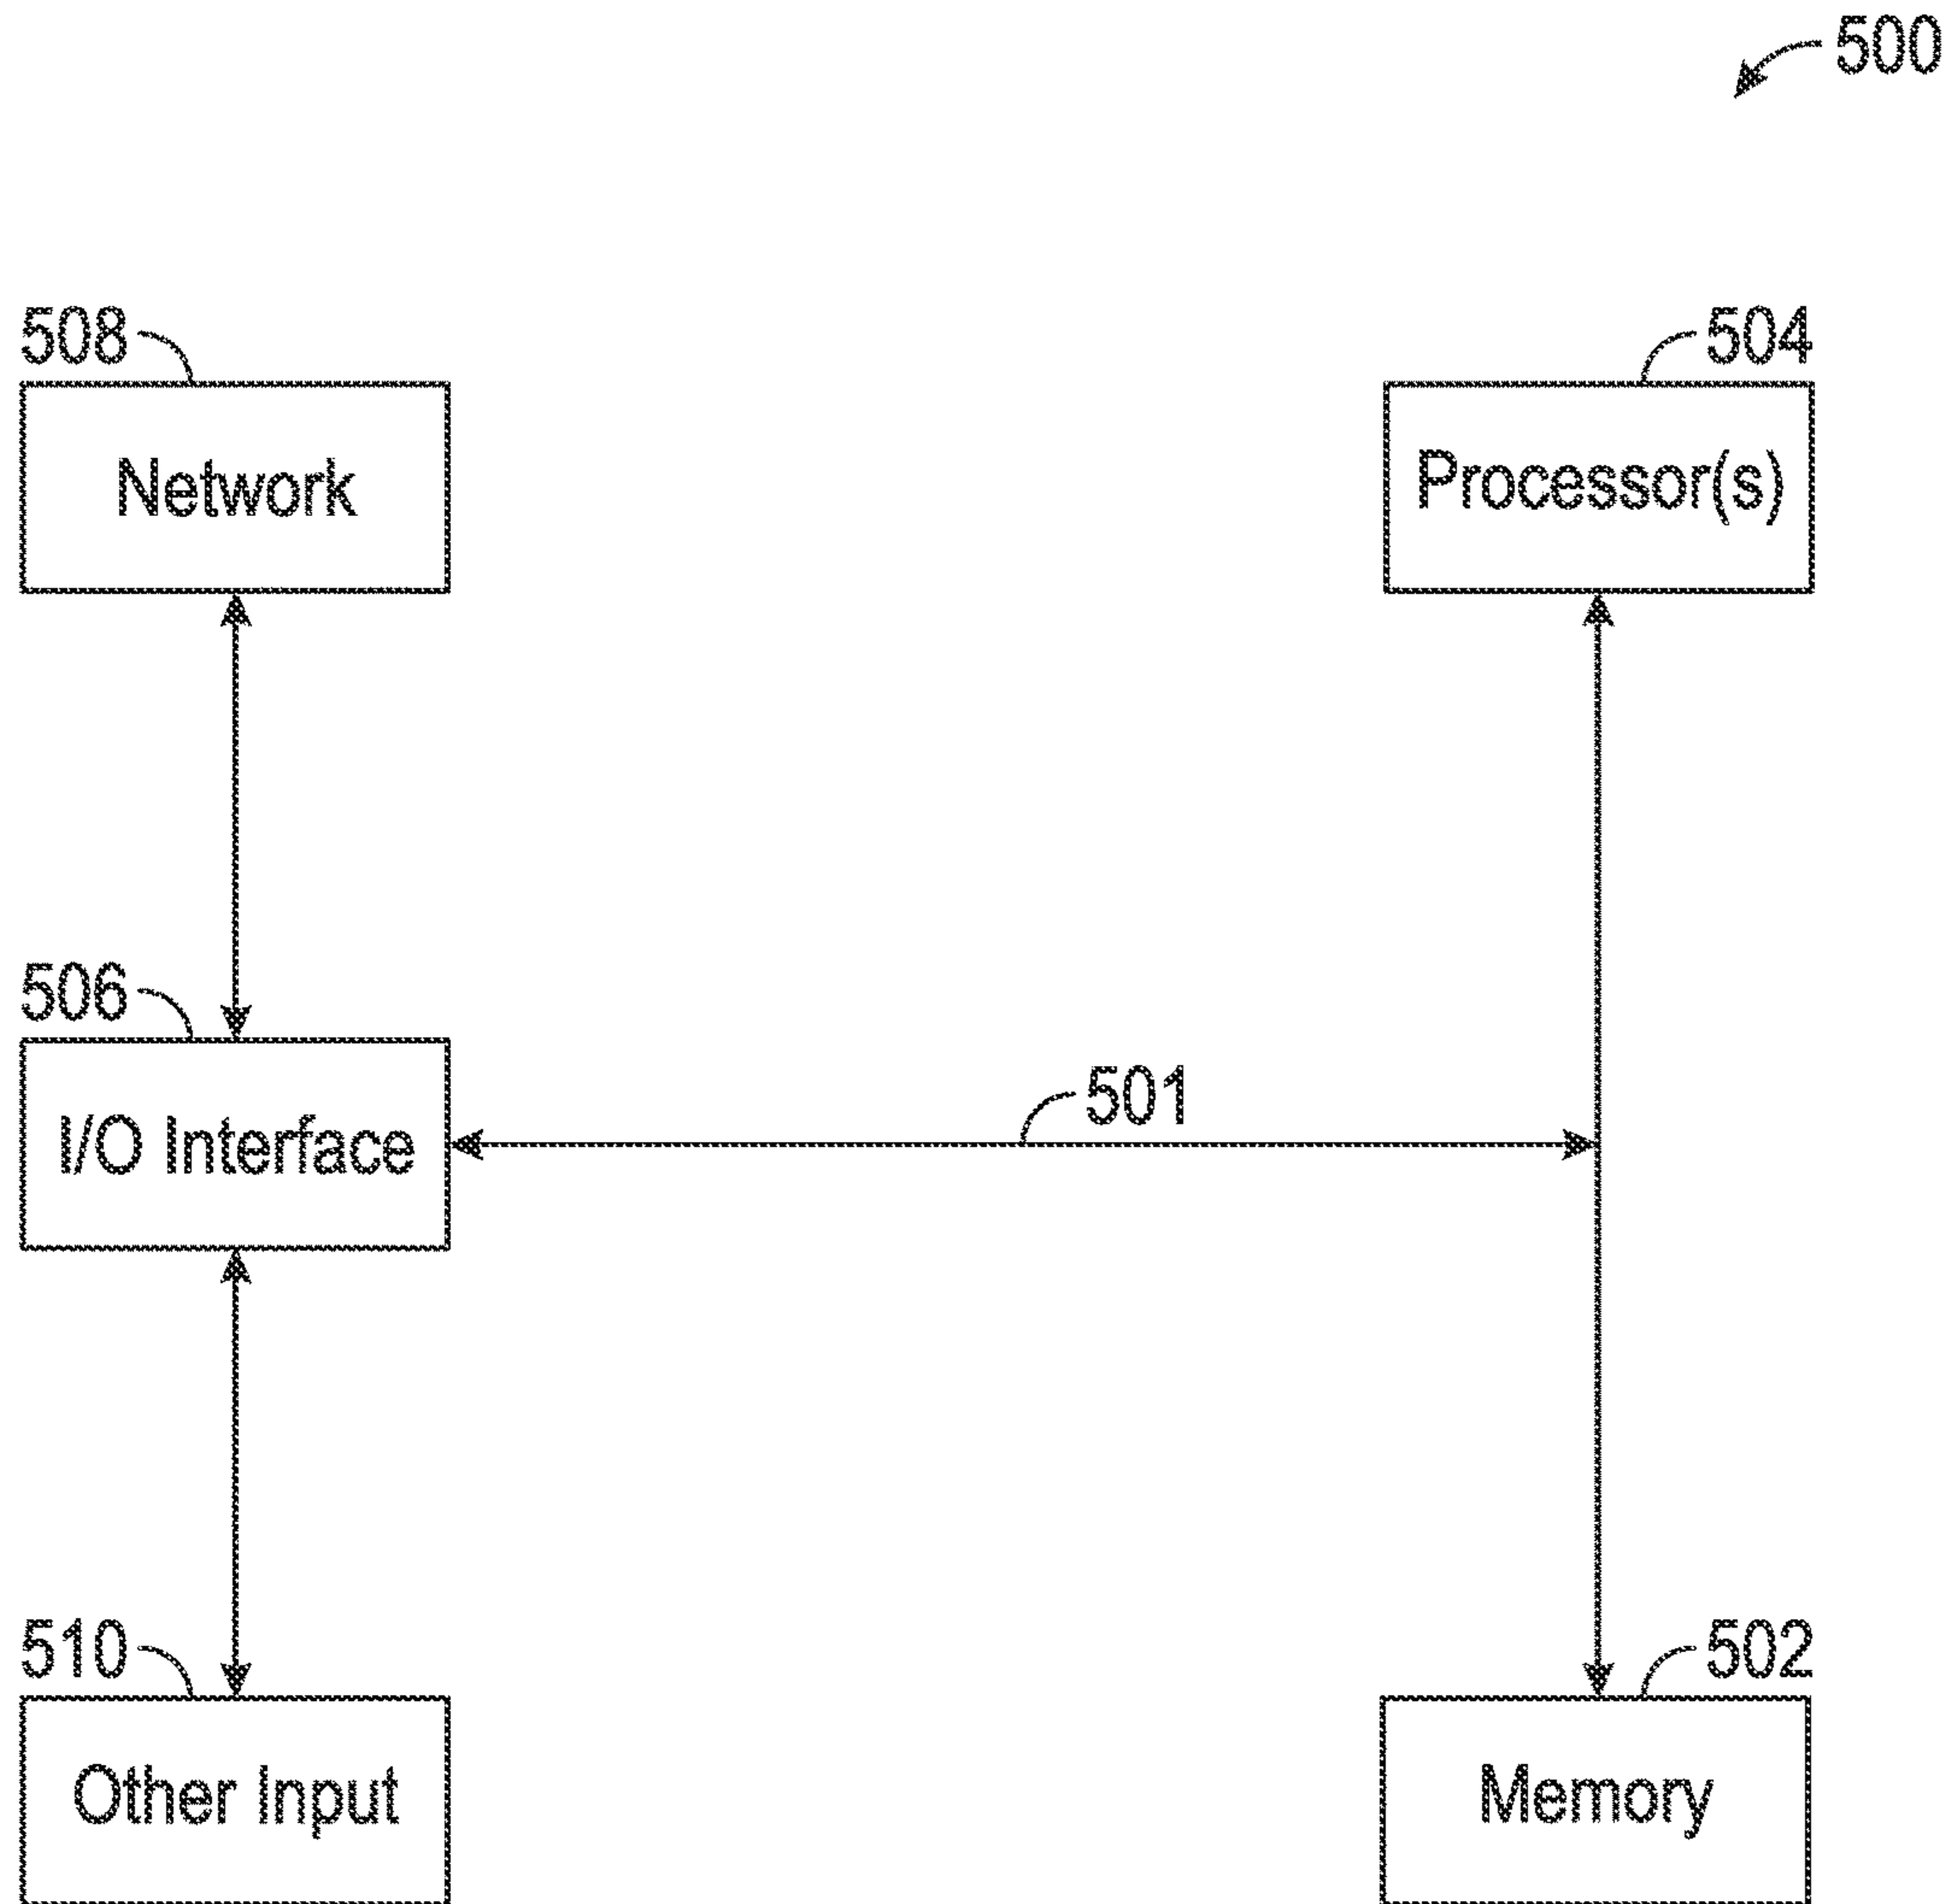 500
508
504
Network
Processor(s)
506
501
I/O Interface
510
502
Other Input
Memory